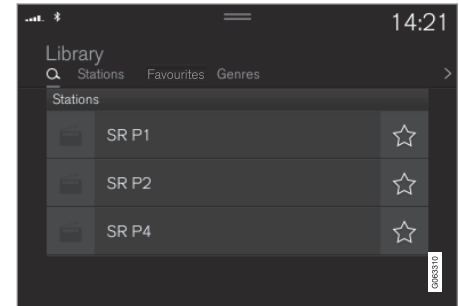 14:21
Library
Stations Favourites Genres
Stations
SR P1
SR P2
SR P4
G063310